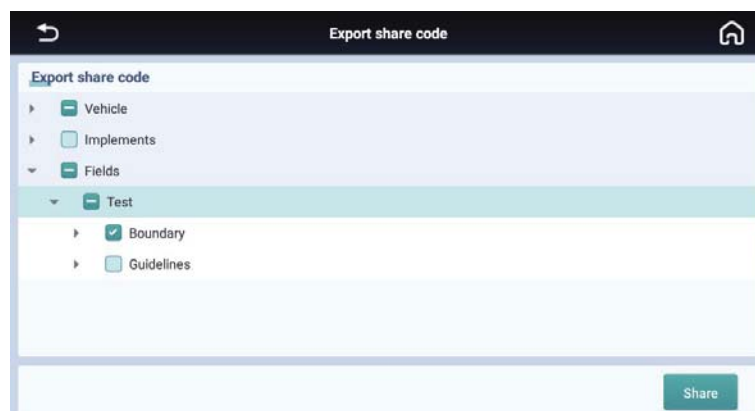 Export share code
Export share code
Vehicle
Implements
Fields
Test
Boundary
Guidelines
Share